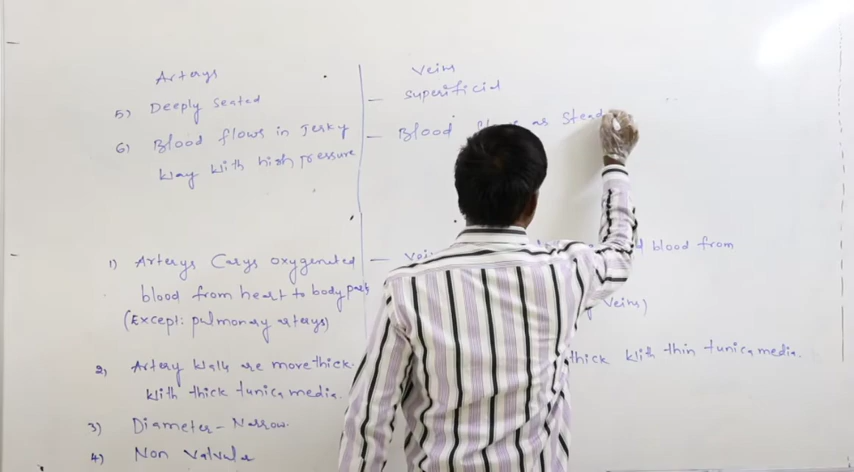 Arterys
Veins
5) Deeply Seated
— superificial
6) Blood flows in Jerky
— Blood as Stead
way with high pressure
1) Arterys Carys oxygenated
— blood from
blood from heart to body parts
(Except: pulmonary arterys)
Veins)
2) Artery walls are more thick
thick with thin tunica media.
with thick tunica media.
3) Diameter - Narrow.
4) Non Valvular